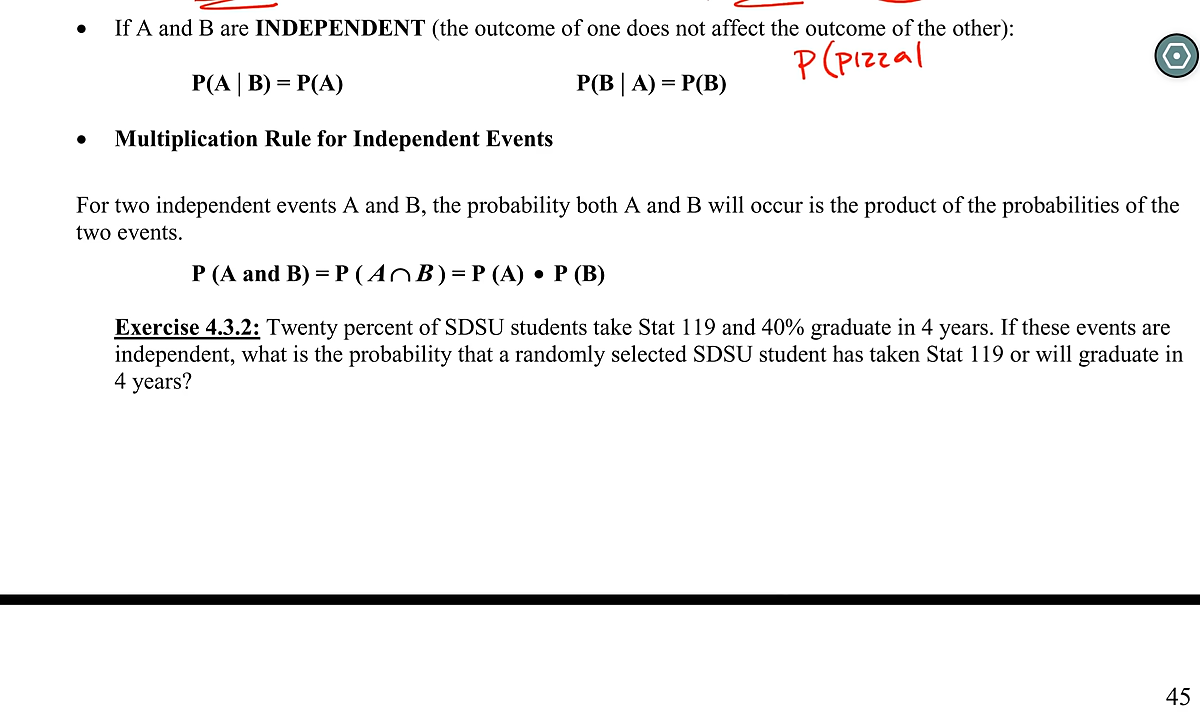 • If A and B are INDEPENDENT (the outcome of one does not affect the outcome of the other):
P(pizza|
P(A | B) = P(A) P(B | A) = P(B)
• Multiplication Rule for Independent Events
For two independent events A and B, the probability both A and B will occur is the product of the probabilities of the
two events.
P (A and B) = P ( A∩B ) = P (A) • P (B)
Exercise 4.3.2: Twenty percent of SDSU students take Stat 119 and 40% graduate in 4 years. If these events are
independent, what is the probability that a randomly selected SDSU student has taken Stat 119 or will graduate in
4 years?
45